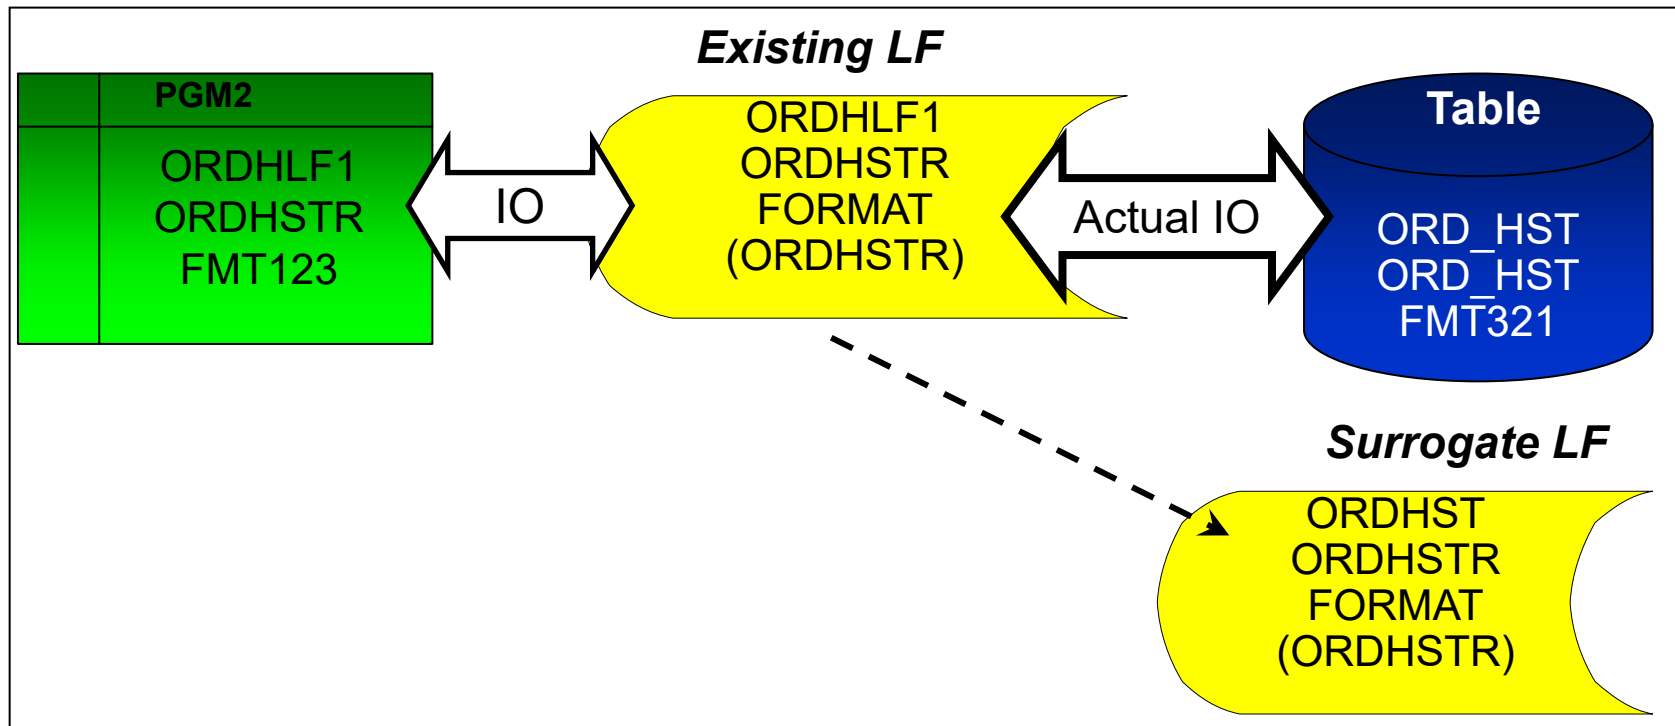 Existing LF
PGM2
ORDHLF1
ORDHSTR
FMT123
IO
ORDHLF1
ORDHSTR
FORMAT
(ORDHSTR)
Actual IO
Table
ORD_HST
ORD_HST
FMT321
Surrogate LF
ORDHST
ORDHSTR
FORMAT
(ORDHSTR)